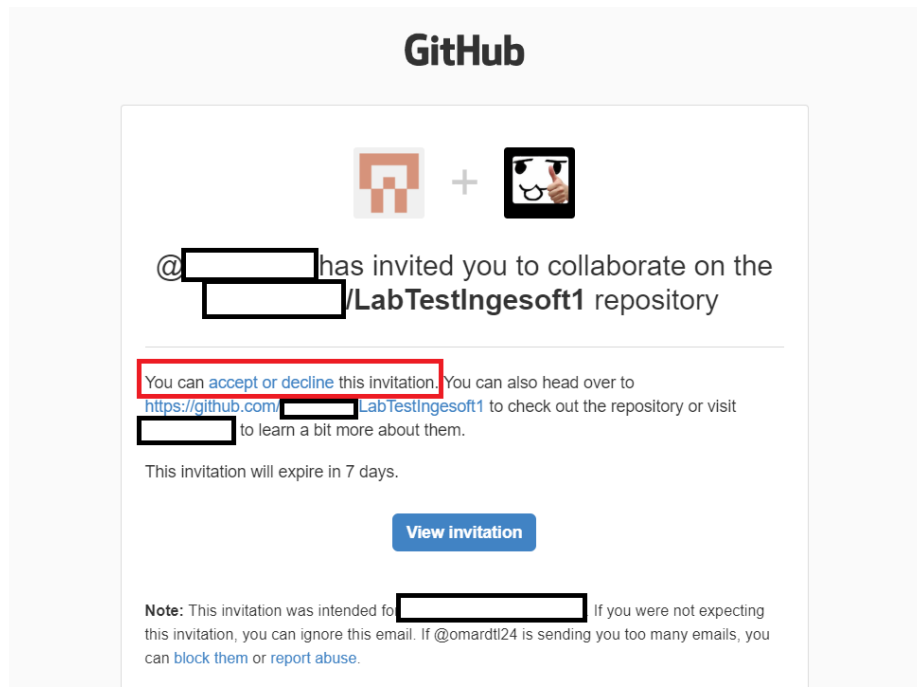 GitHub
@ has invited you to collaborate on the
/LabTestIngesoft1 repository
You can accept or decline this invitation. You can also head over to
https://github.com/ LabTestIngesoft1 to check out the repository or visit
to learn a bit more about them.
This invitation will expire in 7 days.
View invitation
Note: This invitation was intended for . If you were not expecting
this invitation, you can ignore this email. If @omardtl24 is sending you too many emails, you
can block them or report abuse.